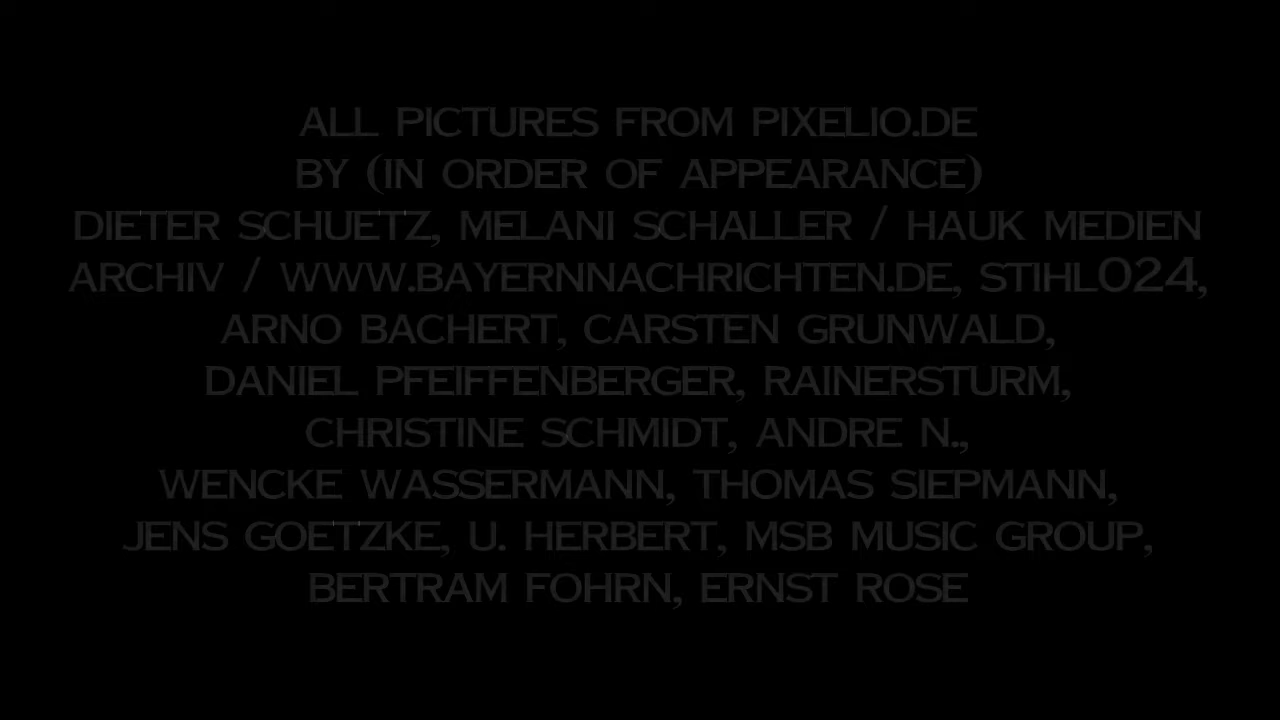 ALL PICTURES FROM PIXELIO.DE
BY (IN ORDER OF APPEARANCE)
DIETER SCHUETZ, MELANI SCHALLER / HAUK MEDIEN
ARCHIV / WWW.BAYERNNACHRICHTEN.DE, STIHL024,
ARNO BACHERT, CARSTEN GRUNWALD,
DANIEL PFEIFFENBERGER, RAINERSTURM,
CHRISTINE SCHMIDT, ANDRE N.,
WENCKE WASSERMANN, THOMAS SIEPMANN,
JENS GOETZKE, U. HERBERT, MSB MUSIC GROUP,
BERTRAM FOHRN, ERNST ROSE